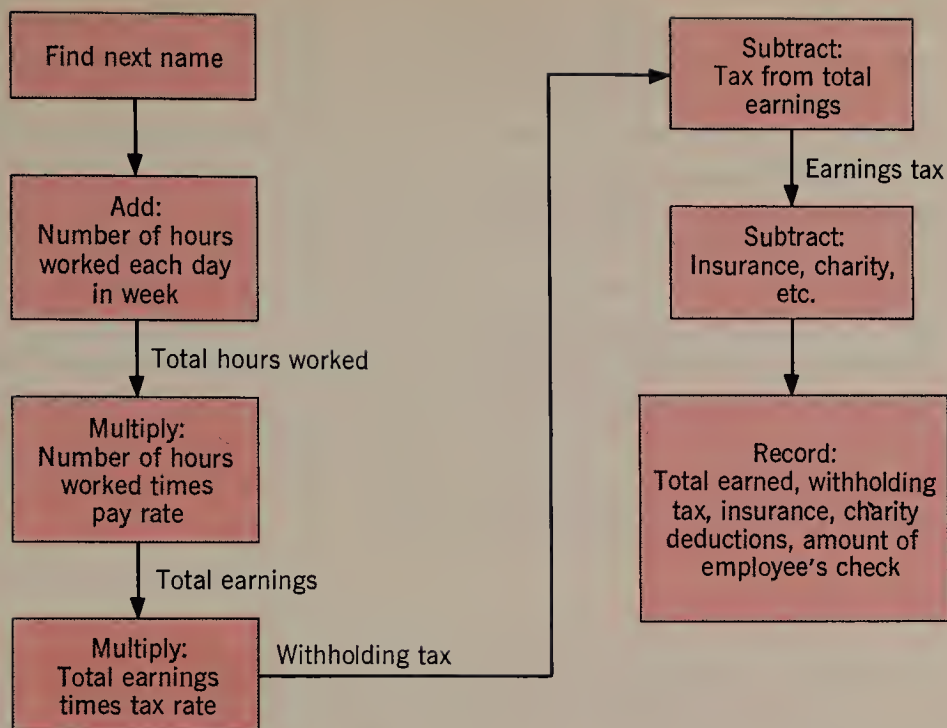 Find next name
Add:
Number of hours
worked each day
in week
Total hours worked
Multiply:
Number of hours
worked times
pay rate
Total earnings
Multiply:
Total earnings
times tax rate
Withholding tax
Subtract:
Tax from total
earnings
Earnings tax
Subtract:
Insurance, charity,
etc.
Record:
Total earned, withholding
tax, insurance, charity
deductions, amount of
employee's check